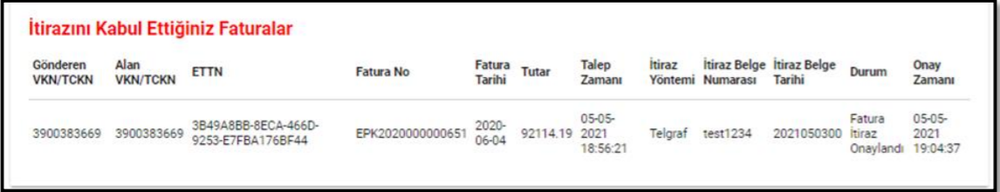 İtirazını Kabul Ettiğiniz Faturalar
Gönderen VKN/TCKN Alan VKN/TCKN ETTN Fatura No Fatura Tarihi Tutar Talep Zamanı İtiraz Yöntemi İtiraz Belge Numarası İtiraz Belge Tarihi Durum Onay Zamanı
3900383669 3900383669 3B49A8BB-8ECA-466D-9253-E7FBA176BF44 EPK2020000000651 2020-06-04 92114.19 05-05-2021 18:56:21 Telgraf test1234 2021050300 Fatura İtiraz Onaylandı 05-05-2021 19:04:37